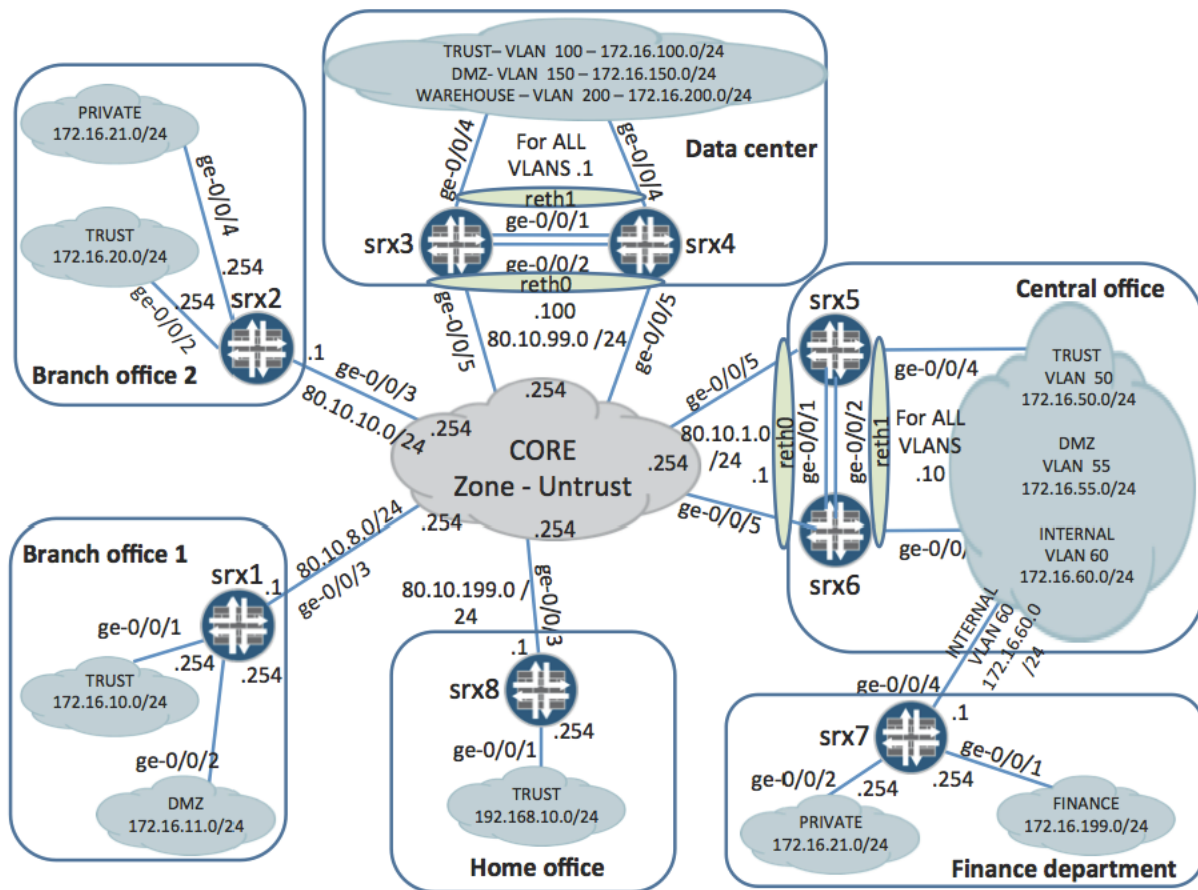 TRUST– VLAN 100 – 172.16.100.0/24
DMZ- VLAN 150 – 172.16.150.0/24
WAREHOUSE – VLAN 200 – 172.16.200.0/24
ge-0/0/4
For ALL
VLANS .1
ge-0/0/4
Data center
reth1
ge-0/0/1
srx3
srx4
ge-0/0/2
reth0
.100
80.10.99.0 /24
ge-0/0/5
ge-0/0/5
PRIVATE
172.16.21.0/24
ge-0/0/4
TRUST
172.16.20.0/24
.254
.254
ge-0/0/2
srx2
Branch office 2
.1
ge-0/0/3
80.10.10.0/24
.254
.254
CORE
Zone - Untrust
.254
.254
.254
Central office
srx5
ge-0/0/5
ge-0/0/4
80.10.1.0
/24
.1
reth0
ge-0/0/1
ge-0/0/2
reth1
For ALL
VLANS
.10
TRUST
VLAN 50
172.16.50.0/24
DMZ
VLAN 55
172.16.55.0/24
INTERNAL
VLAN 60
172.16.60.0/24
ge-0/0/5
ge-0/0/
srx6
Branch office 1
srx1
.1
80.10.8.0/24
ge-0/0/3
ge-0/0/1
.254
.254
TRUST
172.16.10.0/24
ge-0/0/2
DMZ
172.16.11.0/24
80.10.199.0 /
24
ge-0/0/3
.1
srx8
.254
ge-0/0/1
TRUST
192.168.10.0/24
Home office
INTERNAL
VLAN 60
172.16.60.0
/24
ge-0/0/4
.1
srx7
ge-0/0/2
.254
.254
ge-0/0/1
PRIVATE
172.16.21.0/24
FINANCE
172.16.199.0/24
Finance department